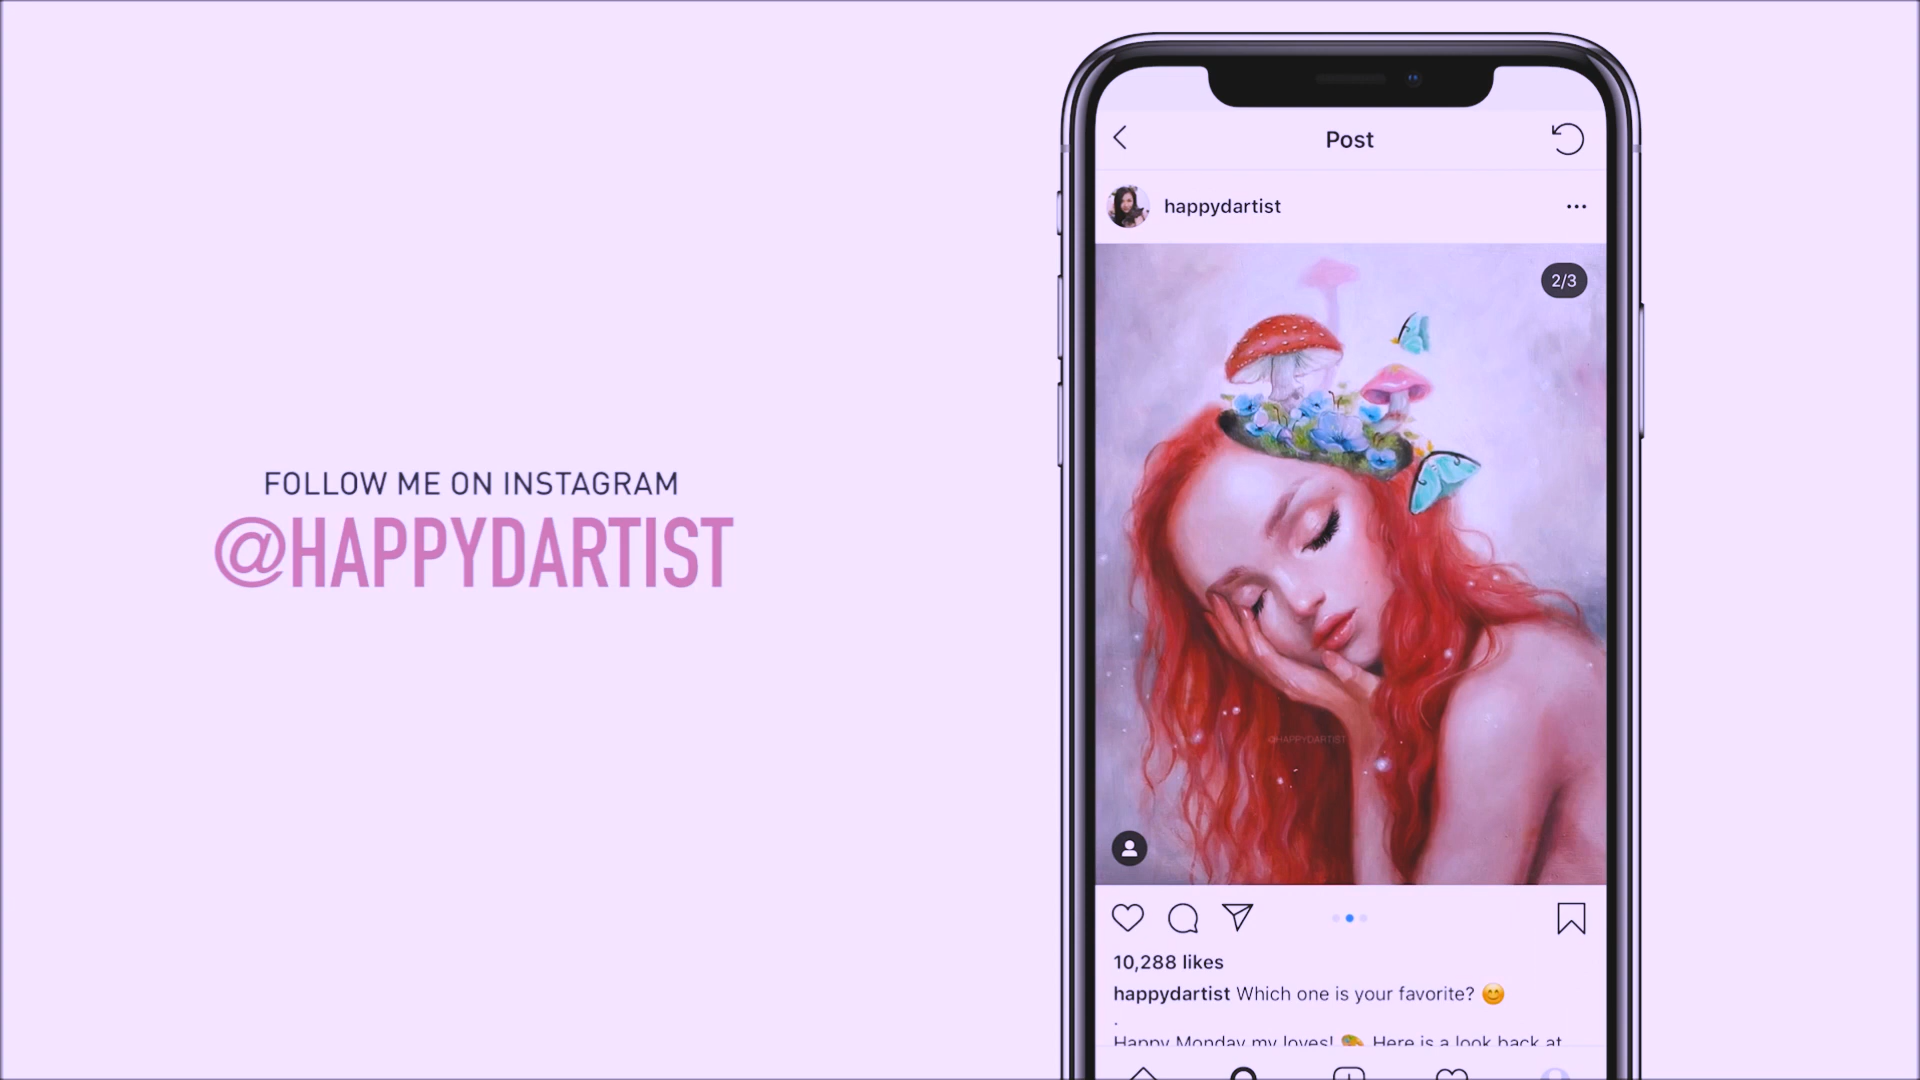 FOLLOW ME ON INSTAGRAM
@HAPPYDARTIST
Post
happydartist
2/3
@HAPPYDARTIST
10,288 likes
happydartist Which one is your favorite? 😊
.
Happy Monday my loves! 🎨 Here is a look back at